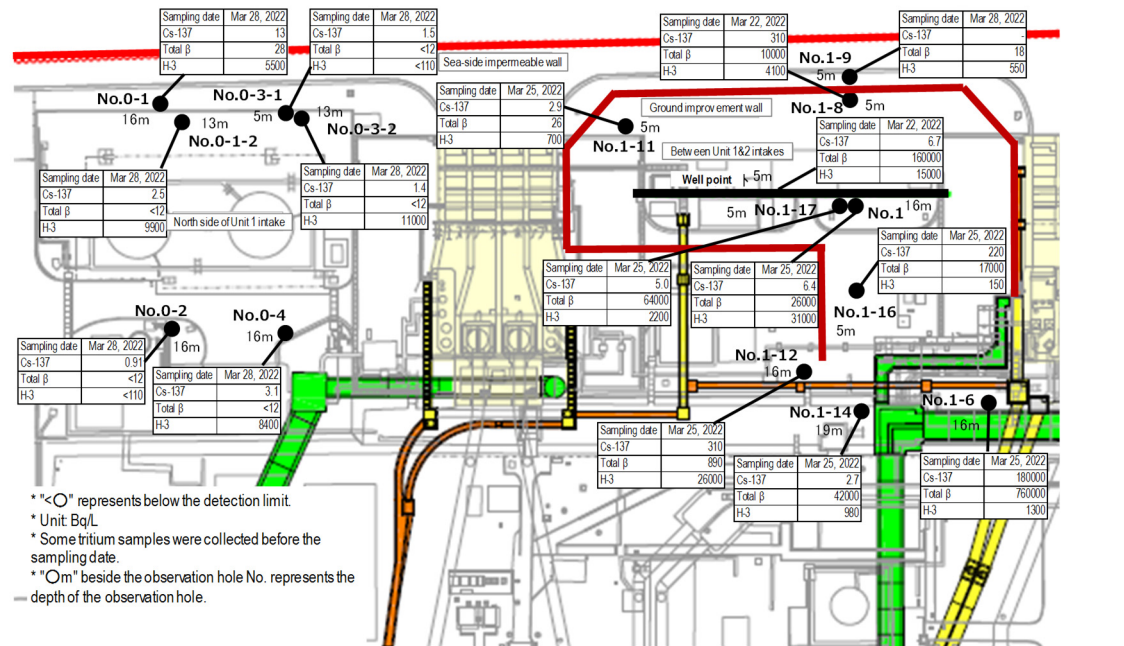 Sampling date Mar 28, 2022
Cs-137 13
Total β 28
H-3 5500
Sampling date Mar 28, 2022
Cs-137 1.5
Total β <12
H-3 <110
Sampling date Mar 22, 2022
Cs-137 310
Total β 10000
H-3 4100
Sampling date Mar 28, 2022
Cs-137 -
Total β 18
H-3 550
Sea-side impermeable wall
No.0-1
16m
No.0-3-1
5m
13m
No.0-3-2
13m
No.0-1-2
Sampling date Mar 25, 2022
Cs-137 2.9
Total β 26
H-3 700
No.1-9
5m
No.1-8
5m
Ground improvement wall
5m
No.1-11
Between Unit 1&2 intakes
Sampling date Mar 22, 2022
Cs-137 6.7
Total β 160000
H-3 15000
Sampling date Mar 28, 2022
Cs-137 2.5
Total β <12
H-3 9900
North side of Unit 1 intake
Sampling date Mar 28, 2022
Cs-137 1.4
Total β <12
H-3 11000
Well point
5m
5m
No.1-17
No.1
16m
Sampling date Mar 25, 2022
Cs-137 5.0
Total β 64000
H-3 2200
Sampling date Mar 25, 2022
Cs-137 6.4
Total β 26000
H-3 31000
Sampling date Mar 25, 2022
Cs-137 220
Total β 17000
H-3 150
No.1-16
5m
No.0-2
16m
No.0-4
16m
Sampling date Mar 28, 2022
Cs-137 0.91
Total β <12
H-3 <110
Sampling date Mar 28, 2022
Cs-137 3.1
Total β <12
H-3 8400
No.1-12
16m
No.1-14
19m
No.1-6
16m
Sampling date Mar 25, 2022
Cs-137 310
Total β 890
H-3 26000
Sampling date Mar 25, 2022
Cs-137 2.7
Total β 42000
H-3 980
Sampling date Mar 25, 2022
Cs-137 180000
Total β 760000
H-3 1300
* "<○" represents below the detection limit.
* Unit: Bq/L
* Some tritium samples were collected before the
sampling date.
* "○m" beside the observation hole No. represents the
depth of the observation hole.